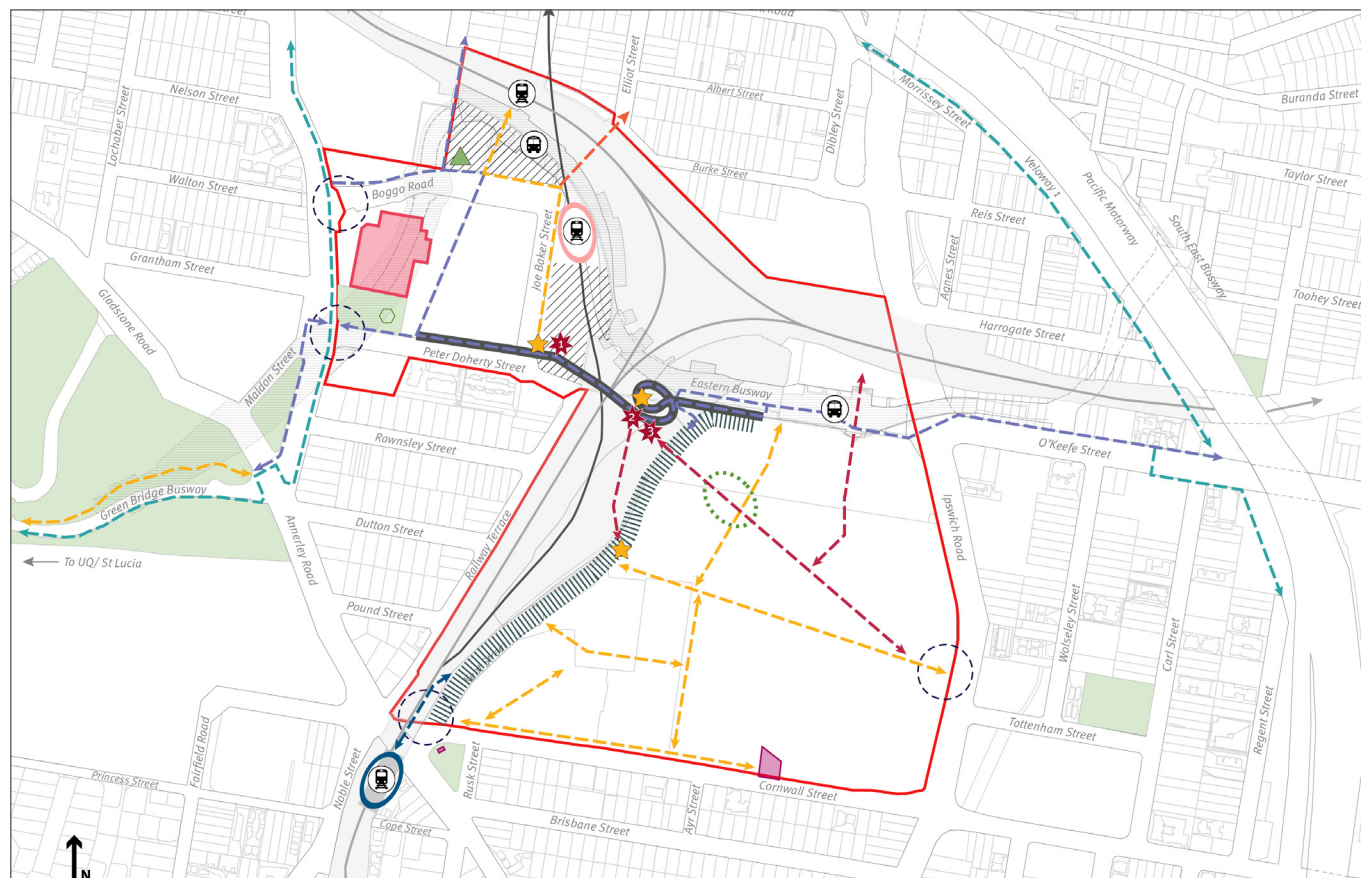 Road
Elliot Street
Nelson Street
Albert Street
Morrissey Street
Buranda Street
Lochaber Street
Dibley Street
Veloway 1
Walton Street
Boggo Road
Burke Street
Pacific Motorway
Taylor Street
Reis Street
South East Busway
Grantham Street
Joe Baker Street
Agnes Street
Toohey Street
Gladstone Road
Harrogate Street
Maldon Street
Peter Doherty Street
1
Eastern Busway
2
3
Rawnsley Street
O'Keefe Street
Green Bridge Busway
Ipswich Road
Dutton Street
Annerley Road
Railway Terrace
To UQ/ St Lucia
Pound Street
Wolseley Street
Carl Street
Regent Street
Fairfield Road
Tottenham Street
Noble Street
Rusk Street
Princess Street
Cornwall Street
Ayr Street
Brisbane Street
Cope Street
N